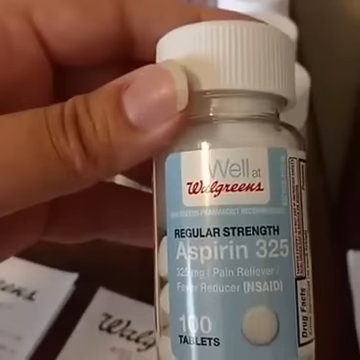 Well at
Walgreens
WALGREENS PHARMACIST RECOMMENDED
REGULAR STRENGTH
Aspirin 325
325mg / Pain Reliever /
Fever Reducer (NSAID)
100
TABLETS
Drug Facts
Walg